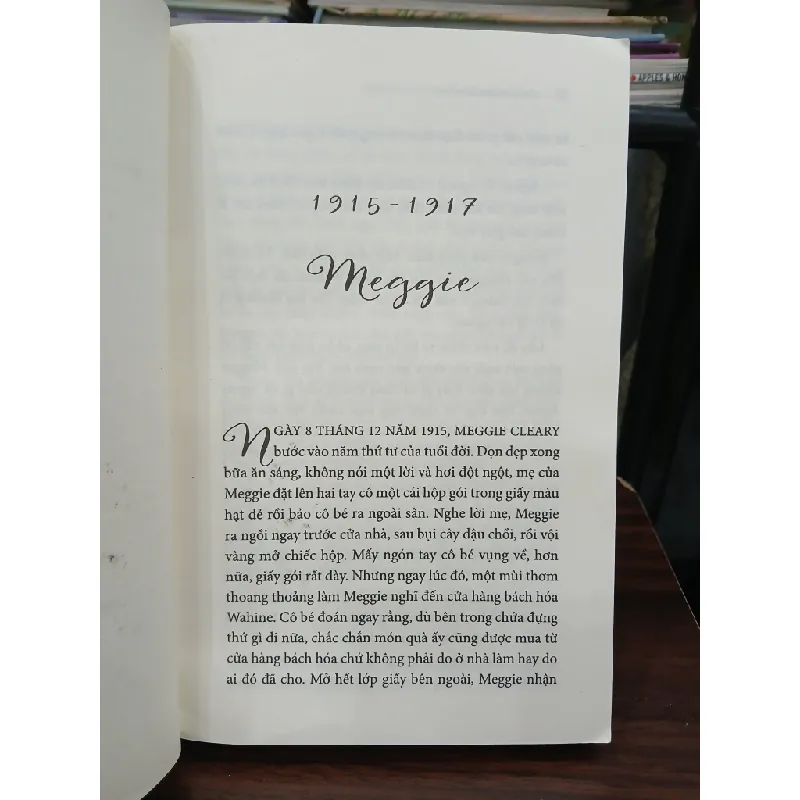 APPLES &
1915-1917
Meggie
NGÀY 8 THÁNG 12 NĂM 1915, MEGGIE CLEARY
bước vào năm thứ tư của tuổi đời. Dọn dẹp xong
bữa ăn sáng, không nói một lời và hơi đột ngột, mẹ của
Meggie đặt lên hai tay cô một cái hộp gói trong giấy màu
hạt dẻ rồi bảo cô bé ra ngoài sân. Nghe lời mẹ, Meggie
ra ngồi ngay trước cửa nhà, sau bụi cây đậu chổi, rồi vội
vàng mở chiếc hộp. Mấy ngón tay cô bé vụng về, hơn
nữa, giấy gói rất dày. Nhưng ngay lúc đó, một mùi thơm
thoang thoảng làm Meggie nghĩ đến cửa hàng bách hóa
Wahine. Cô bé đoán ngay rằng, dù bên trong chứa đựng
thứ gì đi nữa, chắc chắn món quà ấy cũng được mua từ
cửa hàng bách hóa chứ không phải do ở nhà làm hay do
ai đó đã cho. Mở hết lớp giấy bên ngoài, Meggie nhận